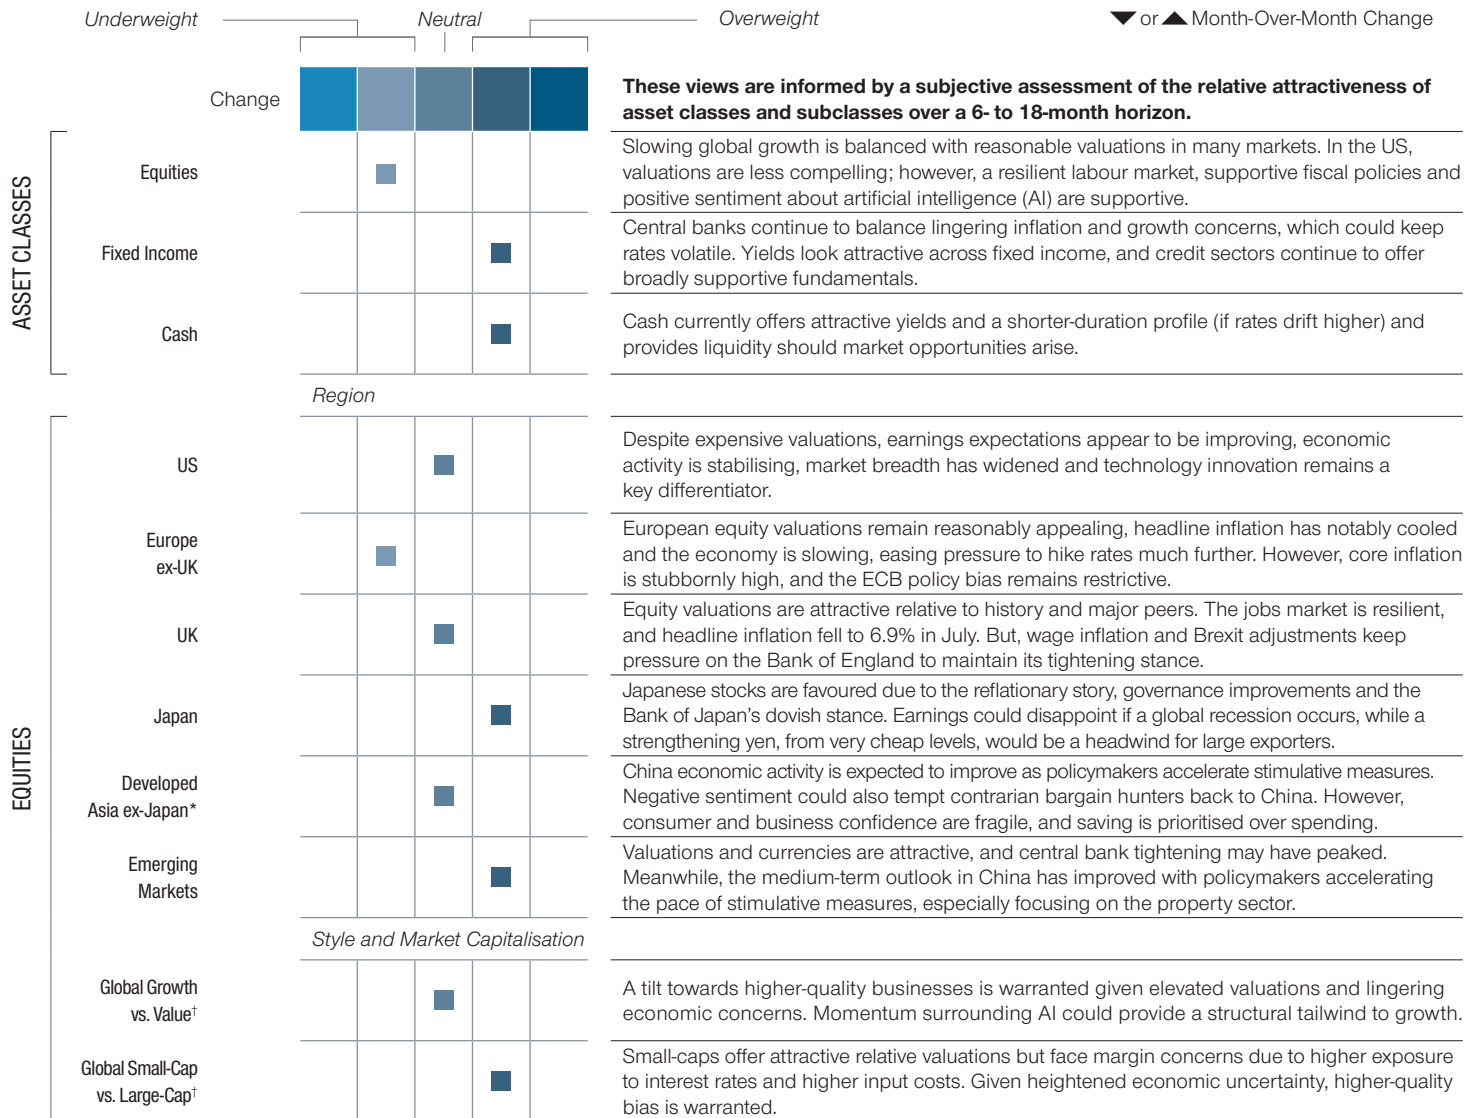 Underweight
Neutral
Overweight
▼ or ▲ Month-Over-Month Change
Change
These views are informed by a subjective assessment of the relative attractiveness of
asset classes and subclasses over a 6- to 18-month horizon.
ASSET CLASSES
Equities
Slowing global growth is balanced with reasonable valuations in many markets. In the US,
valuations are less compelling; however, a resilient labour market, supportive fiscal policies and
positive sentiment about artificial intelligence (AI) are supportive.
Fixed Income
Central banks continue to balance lingering inflation and growth concerns, which could keep
rates volatile. Yields look attractive across fixed income, and credit sectors continue to offer
broadly supportive fundamentals.
Cash
Cash currently offers attractive yields and a shorter-duration profile (if rates drift higher) and
provides liquidity should market opportunities arise.
EQUITIES
Region
US
Despite expensive valuations, earnings expectations appear to be improving, economic
activity is stabilising, market breadth has widened and technology innovation remains a
key differentiator.
Europe
ex-UK
European equity valuations remain reasonably appealing, headline inflation has notably cooled
and the economy is slowing, easing pressure to hike rates much further. However, core inflation
is stubbornly high, and the ECB policy bias remains restrictive.
UK
Equity valuations are attractive relative to history and major peers. The jobs market is resilient,
and headline inflation fell to 6.9% in July. But, wage inflation and Brexit adjustments keep
pressure on the Bank of England to maintain its tightening stance.
Japan
Japanese stocks are favoured due to the reflationary story, governance improvements and the
Bank of Japan's dovish stance. Earnings could disappoint if a global recession occurs, while a
strengthening yen, from very cheap levels, would be a headwind for large exporters.
Developed
Asia ex-Japan*
China economic activity is expected to improve as policymakers accelerate stimulative measures.
Negative sentiment could also tempt contrarian bargain hunters back to China. However,
consumer and business confidence are fragile, and saving is prioritised over spending.
Emerging
Markets
Valuations and currencies are attractive, and central bank tightening may have peaked.
Meanwhile, the medium-term outlook in China has improved with policymakers accelerating
the pace of stimulative measures, especially focusing on the property sector.
Style and Market Capitalisation
Global Growth
vs. Value†
A tilt towards higher-quality businesses is warranted given elevated valuations and lingering
economic concerns. Momentum surrounding AI could provide a structural tailwind to growth.
Global Small-Cap
vs. Large-Cap†
Small-caps offer attractive relative valuations but face margin concerns due to higher exposure
to interest rates and higher input costs. Given heightened economic uncertainty, higher-quality
bias is warranted.